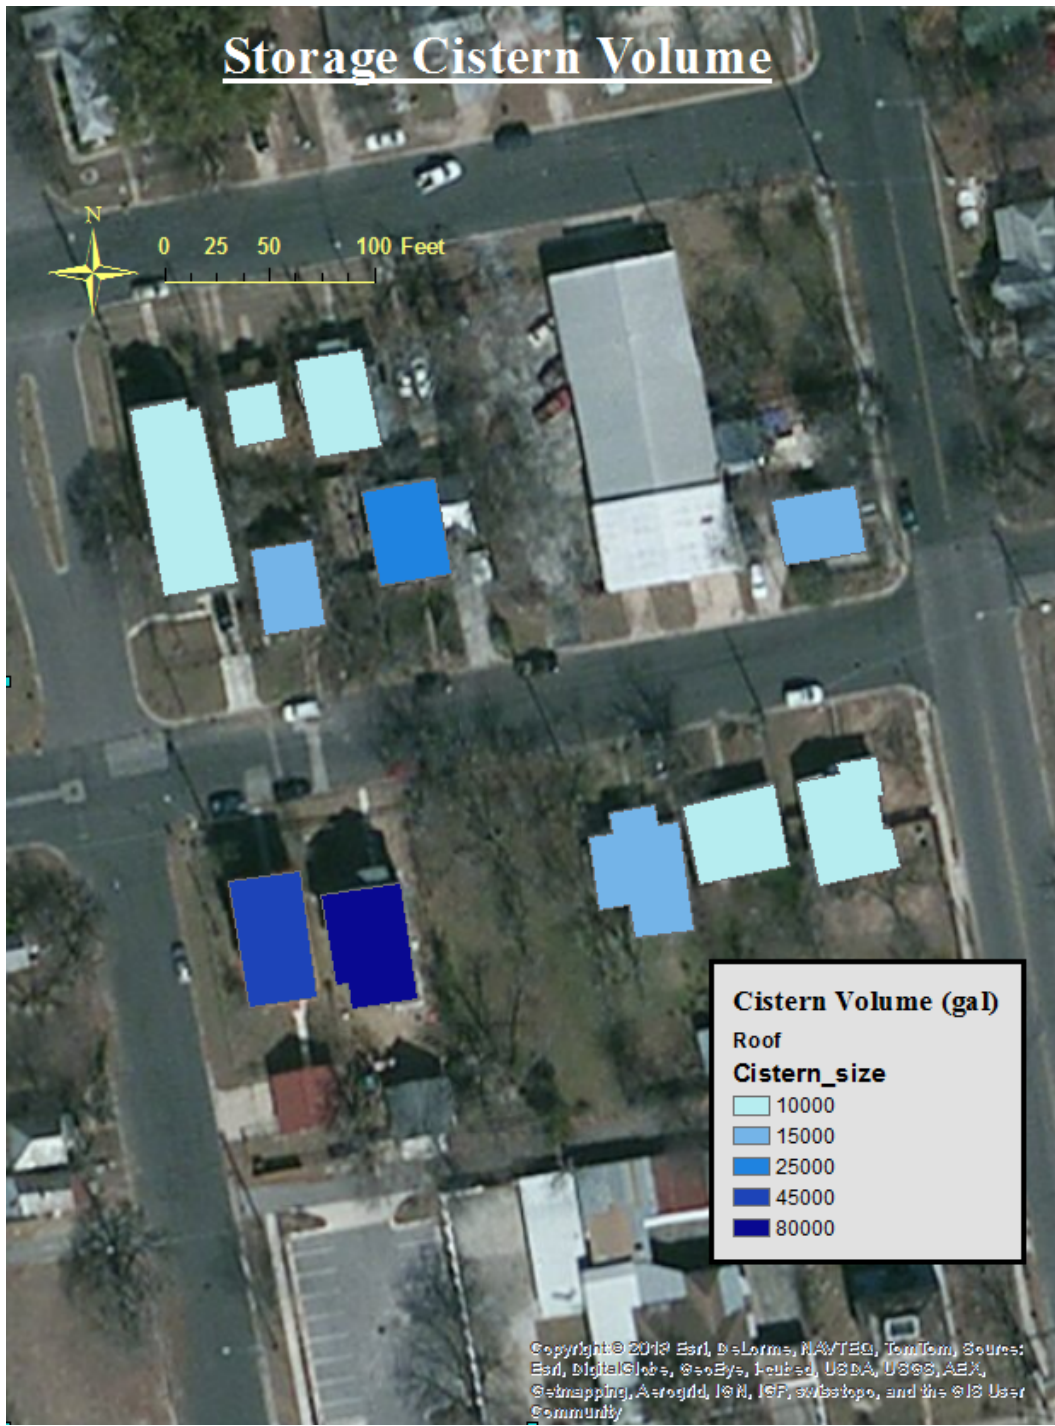 Storage Cistern Volume
N
0 25 50 100 Feet
Cistern Volume (gal)
Roof
Cistern_size
10000
15000
25000
45000
80000
Copyright:© 2013 Esri, DeLorme, NAVTEQ, TomTom, Source:
Esri, DigitalGlobe, GeoEye, i-cubed, USDA, USGS, AEX,
Getmapping, Aerogrid, IGN, IGP, swisstopo, and the GIS User
Community